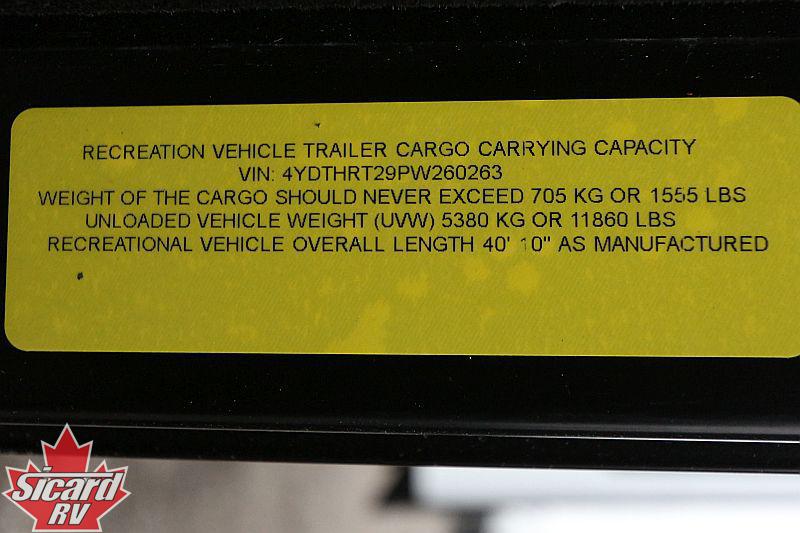 RECREATION VEHICLE TRAILER CARGO CARRYING CAPACITY
VIN: 4YDTHRT29PW260263
WEIGHT OF THE CARGO SHOULD NEVER EXCEED 705 KG OR 1555 LBS
UNLOADED VEHICLE WEIGHT (UVW) 5380 KG OR 11860 LBS
RECREATIONAL VEHICLE OVERALL LENGTH 40' 10" AS MANUFACTURED
Sicard
RV